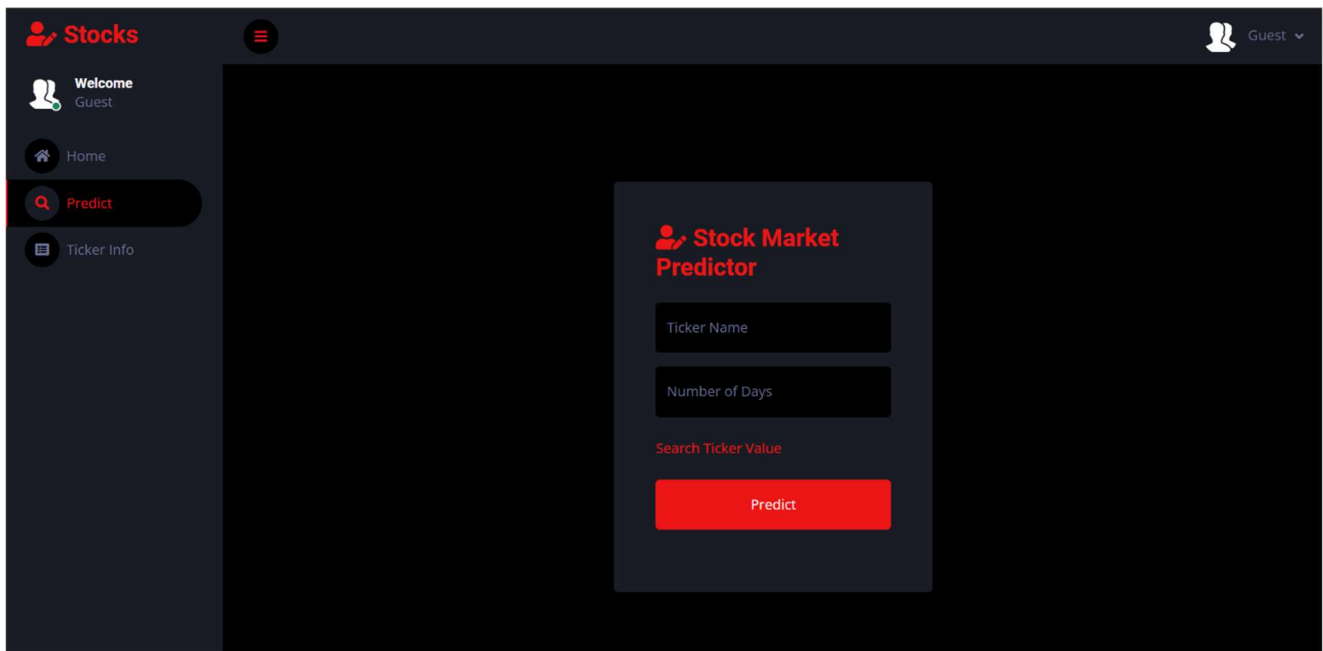 Stocks
Guest
Welcome
Guest
Home
Predict
Ticker Info
Stock Market
Predictor
Ticker Name
Number of Days
Search Ticker Value
Predict